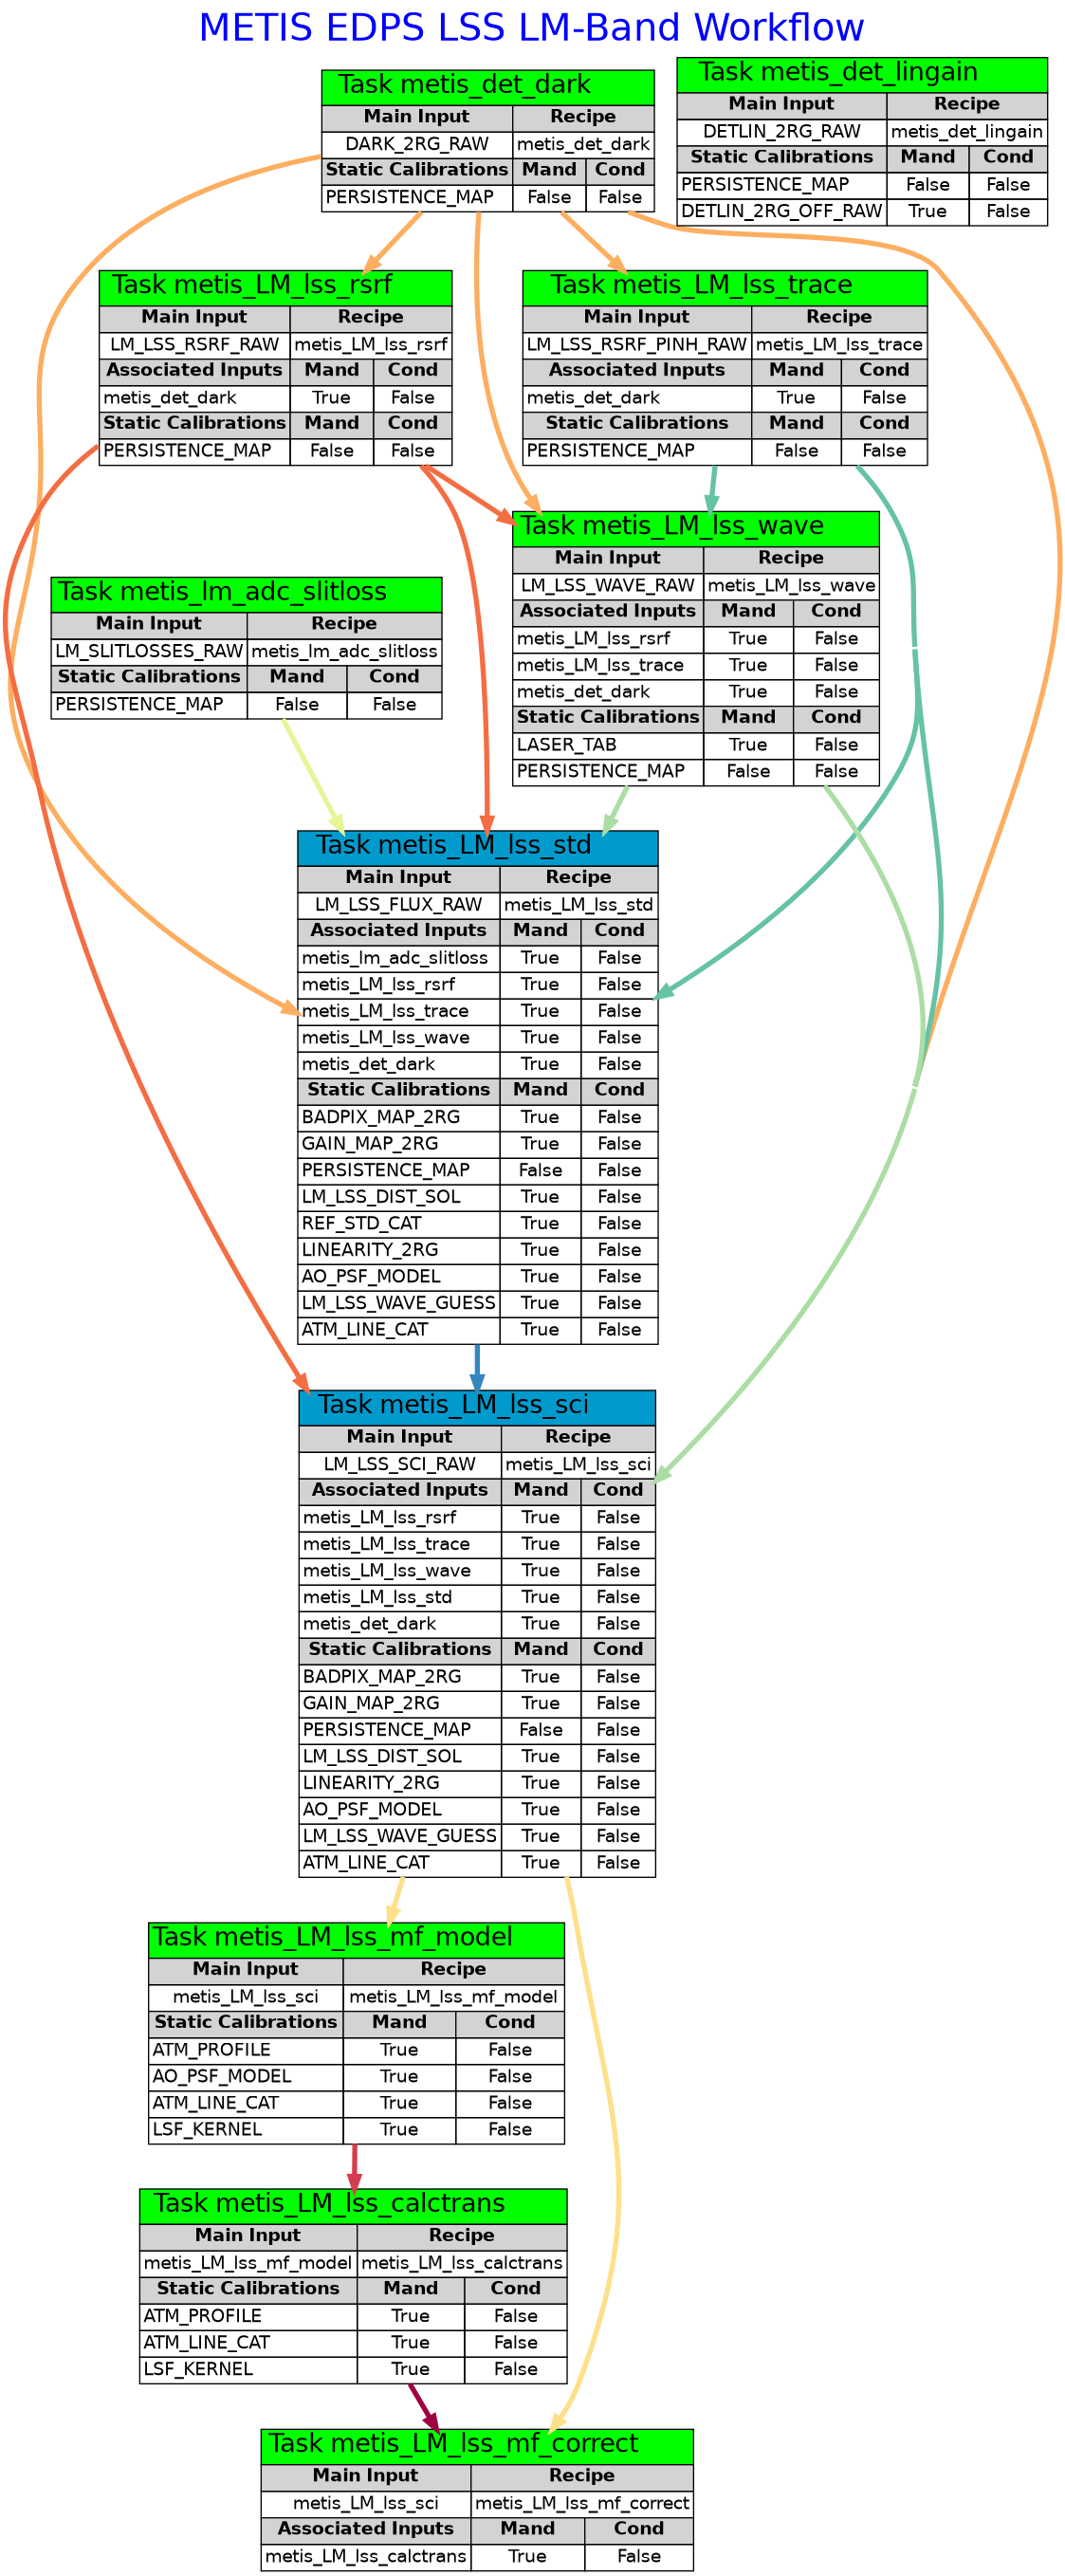 METIS EDPS LSS LM-Band Workflow
Task metis_det_dark
Main Input Recipe
DARK_2RG_RAW metis_det_dark
Static Calibrations Mand Cond
PERSISTENCE_MAP False False
Task metis_det_lingain
Main Input Recipe
DETLIN_2RG_RAW metis_det_lingain
Static Calibrations Mand Cond
PERSISTENCE_MAP False False
DETLIN_2RG_OFF_RAW True False
Task metis_LM_lss_rsrf
Main Input Recipe
LM_LSS_RSRF_RAW metis_LM_lss_rsrf
Associated Inputs Mand Cond
metis_det_dark True False
Static Calibrations Mand Cond
PERSISTENCE_MAP False False
Task metis_LM_lss_trace
Main Input Recipe
LM_LSS_RSRF_PINH_RAW metis_LM_lss_trace
Associated Inputs Mand Cond
metis_det_dark True False
Static Calibrations Mand Cond
PERSISTENCE_MAP False False
Task metis_LM_lss_wave
Main Input Recipe
LM_LSS_WAVE_RAW metis_LM_lss_wave
Associated Inputs Mand Cond
metis_LM_lss_rsrf True False
metis_LM_lss_trace True False
metis_det_dark True False
Static Calibrations Mand Cond
LASER_TAB True False
PERSISTENCE_MAP False False
Task metis_lm_adc_slitloss
Main Input Recipe
LM_SLITLOSSES_RAW metis_lm_adc_slitloss
Static Calibrations Mand Cond
PERSISTENCE_MAP False False
Task metis_LM_lss_std
Main Input Recipe
LM_LSS_FLUX_RAW metis_LM_lss_std
Associated Inputs Mand Cond
metis_lm_adc_slitloss True False
metis_LM_lss_rsrf True False
metis_LM_lss_trace True False
metis_LM_lss_wave True False
metis_det_dark True False
Static Calibrations Mand Cond
BADPIX_MAP_2RG True False
GAIN_MAP_2RG True False
PERSISTENCE_MAP False False
LM_LSS_DIST_SOL True False
REF_STD_CAT True False
LINEARITY_2RG True False
AO_PSF_MODEL True False
LM_LSS_WAVE_GUESS True False
ATM_LINE_CAT True False
Task metis_LM_lss_sci
Main Input Recipe
LM_LSS_SCI_RAW metis_LM_lss_sci
Associated Inputs Mand Cond
metis_LM_lss_rsrf True False
metis_LM_lss_trace True False
metis_LM_lss_wave True False
metis_LM_lss_std True False
metis_det_dark True False
Static Calibrations Mand Cond
BADPIX_MAP_2RG True False
GAIN_MAP_2RG True False
PERSISTENCE_MAP False False
LM_LSS_DIST_SOL True False
LINEARITY_2RG True False
AO_PSF_MODEL True False
LM_LSS_WAVE_GUESS True False
ATM_LINE_CAT True False
Task metis_LM_lss_mf_model
Main Input Recipe
metis_LM_lss_sci metis_LM_lss_mf_model
Static Calibrations Mand Cond
ATM_PROFILE True False
AO_PSF_MODEL True False
ATM_LINE_CAT True False
LSF_KERNEL True False
Task metis_LM_lss_calctrans
Main Input Recipe
metis_LM_lss_mf_model metis_LM_lss_calctrans
Static Calibrations Mand Cond
ATM_PROFILE True False
ATM_LINE_CAT True False
LSF_KERNEL True False
Task metis_LM_lss_mf_correct
Main Input Recipe
metis_LM_lss_sci metis_LM_lss_mf_correct
Associated Inputs Mand Cond
metis_LM_lss_calctrans True False